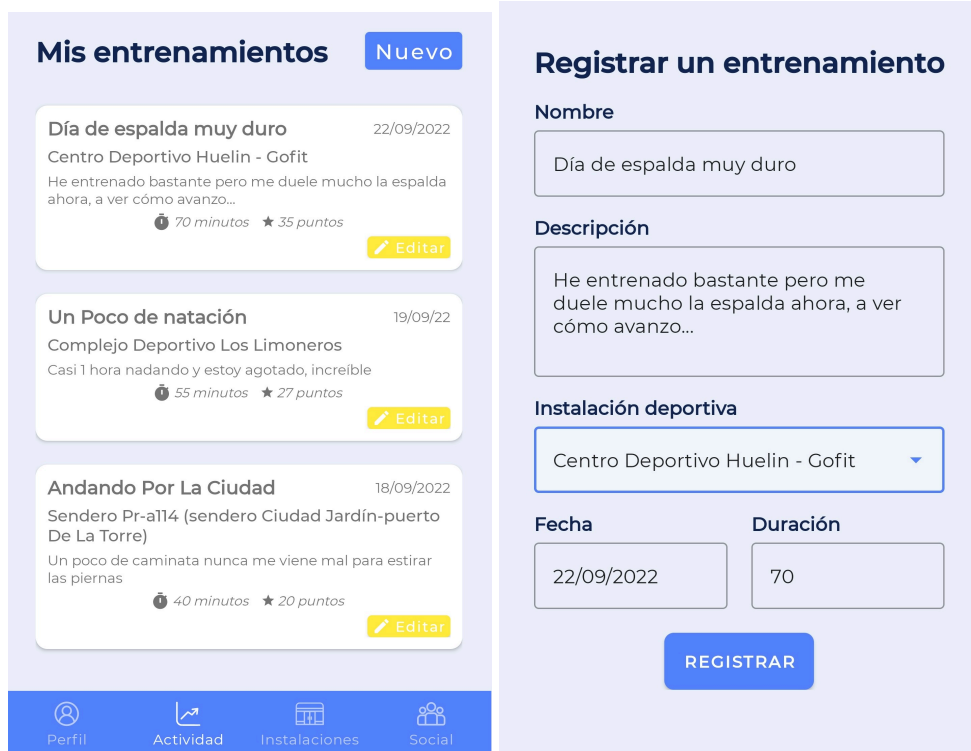 Mis entrenamientos
Nuevo
Día de espalda muy duro
22/09/2022
Centro Deportivo Huelin - Gofit
He entrenado bastante pero me duele mucho la espalda
ahora, a ver cómo avanzo...
70 minutos
35 puntos
Editar
Un Poco de natación
19/09/22
Complejo Deportivo Los Limoneros
Casi 1 hora nadando y estoy agotado, increíble
55 minutos
27 puntos
Editar
Andando Por La Ciudad
18/09/2022
Sendero Pr-a114 (sendero Ciudad Jardín-puerto
De La Torre)
Un poco de caminata nunca me viene mal para estirar
las piernas
40 minutos
20 puntos
Editar
Perfil
Actividad
Instalaciones
Social
Registrar un entrenamiento
Nombre
Día de espalda muy duro
Descripción
He entrenado bastante pero me
duele mucho la espalda ahora, a ver
cómo avanzo...
Instalación deportiva
Centro Deportivo Huelin - Gofit
Fecha
Duración
22/09/2022
70
REGISTRAR